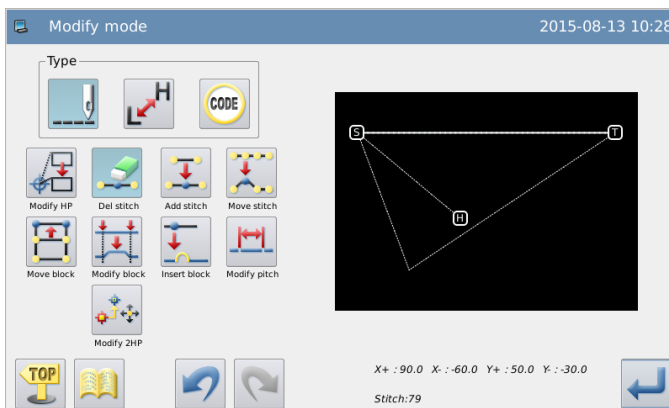 Modify mode 2015-08-13 10:28
Type
L H CODE
Modify HP Del stitch Add stitch Move stitch
Move block Modify block Insert block Modify pitch
Modify 2HP
S T
H
X+ : 90.0 X- : -60.0 Y+ : 50.0 Y- : -30.0
TOP
Stitch:79